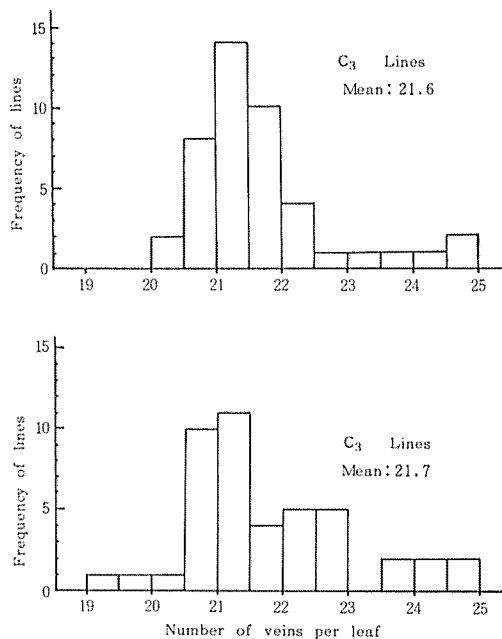 15
C₃ Lines
Mean: 21.6
10
Frequency of lines
5
0
19 20 21 22 23 24 25
15
10
C₃ Lines
Mean: 21.7
Frequency of lines
5
0
19 20 21 22 23 24 25
Number of veins per leaf